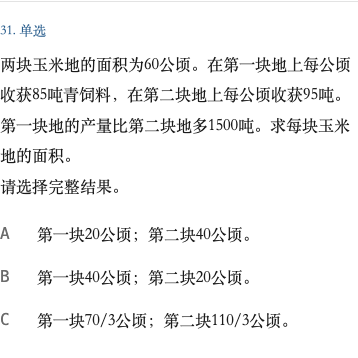 31. 单选
两块玉米地的面积为60公顷。在第一块地上每公顷
收获85吨青饲料，在第二块地上每公顷收获95吨。
第一块地的产量比第二块地多1500吨。求每块玉米
地的面积。
请选择完整结果。
A 第一块20公顷；第二块40公顷。
B 第一块40公顷；第二块20公顷。
C 第一块70/3公顷；第二块110/3公顷。